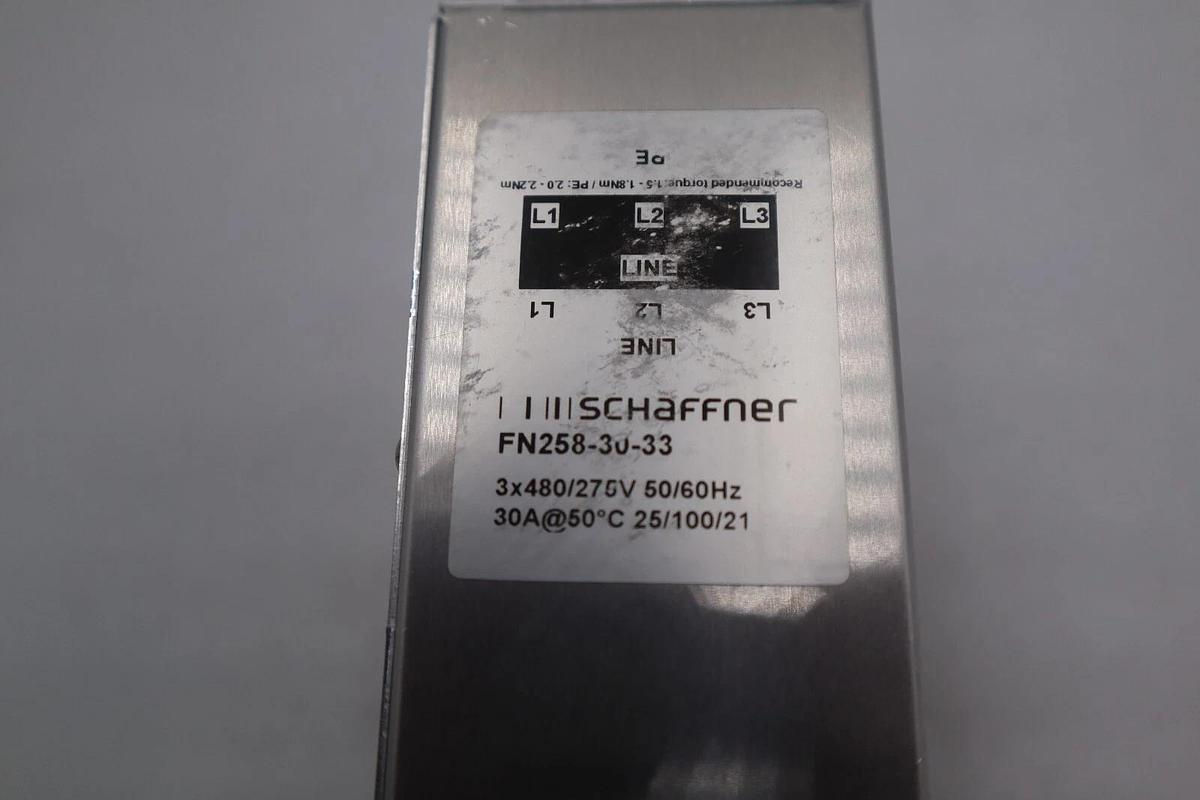 PE
Recommended torque: 1.5 - 1.8Nm / PE: 2.0 - 2.2Nm
L1 L2 L3
LINE
L1 L2 L3
LINE
SCHaFFner
FN258-30-33
3x480/275V 50/60Hz
30A@50°C 25/100/21